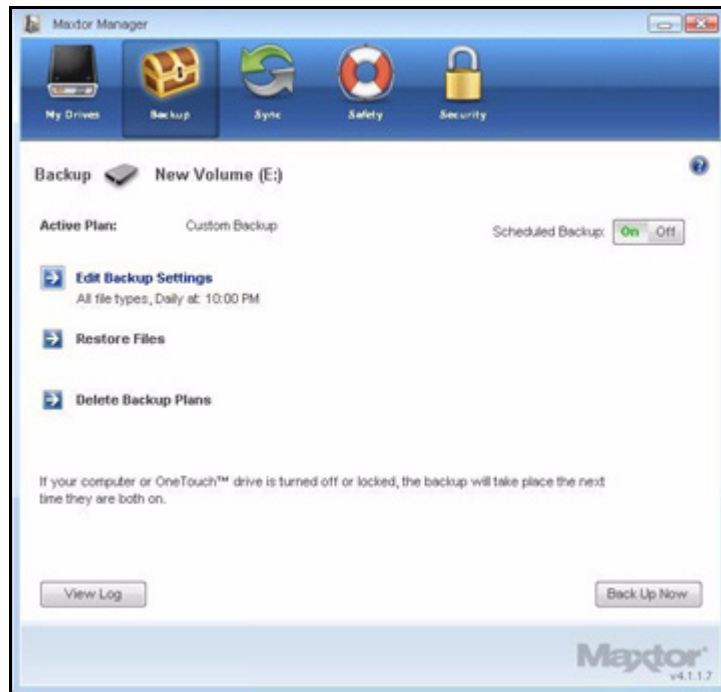 Maxtor Manager
My Drives Backup Sync Safety Security
Backup New Volume (E:)
Active Plan: Custom Backup
Scheduled Backup: On Off
Edit Backup Settings
All file types, Daily at: 10:00 PM
Restore Files
Delete Backup Plans
If your computer or OneTouch™ drive is turned off or locked, the backup will take place the next
time they are both on.
View Log Back Up Now
Maxtor
v4.1.1.7